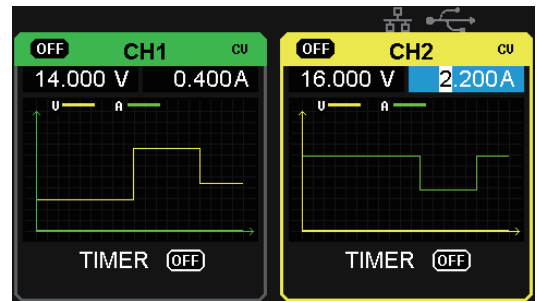 OFF CH1 CV
14.000 V 0.400A
V A
TIMER OFF
OFF CH2 CV
16.000 V 2.200A
V A
TIMER OFF